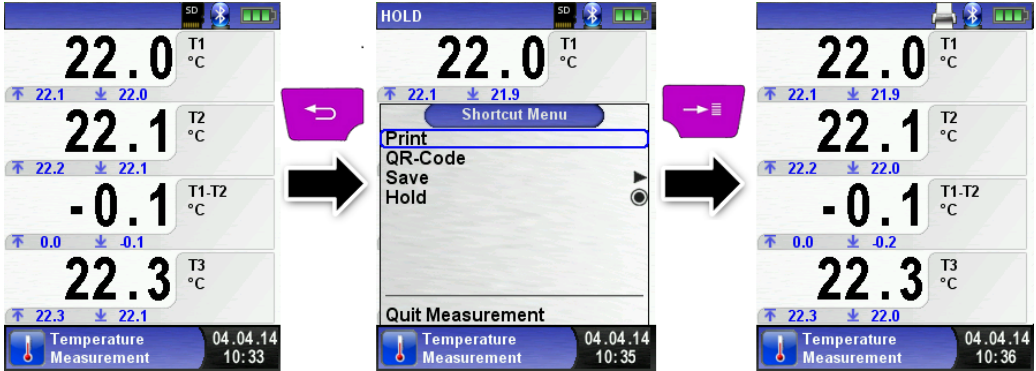 SD
22.0 T1 °C
22.1 22.0
22.1 T2 °C
22.2 22.1
-0.1 T1-T2 °C
0.0 -0.1
22.3 T3 °C
22.3 22.1
Temperature 04.04.14
Measurement 10:33
HOLD SD
22.0 T1 °C
22.1 21.9
Shortcut Menu
Print
QR-Code
Save
Hold
Quit Measurement
Temperature 04.04.14
Measurement 10:35
22.0 T1 °C
22.1 21.9
22.1 T2 °C
22.2 22.0
-0.1 T1-T2 °C
0.0 -0.2
22.3 T3 °C
22.3 22.0
Temperature 04.04.14
Measurement 10:36